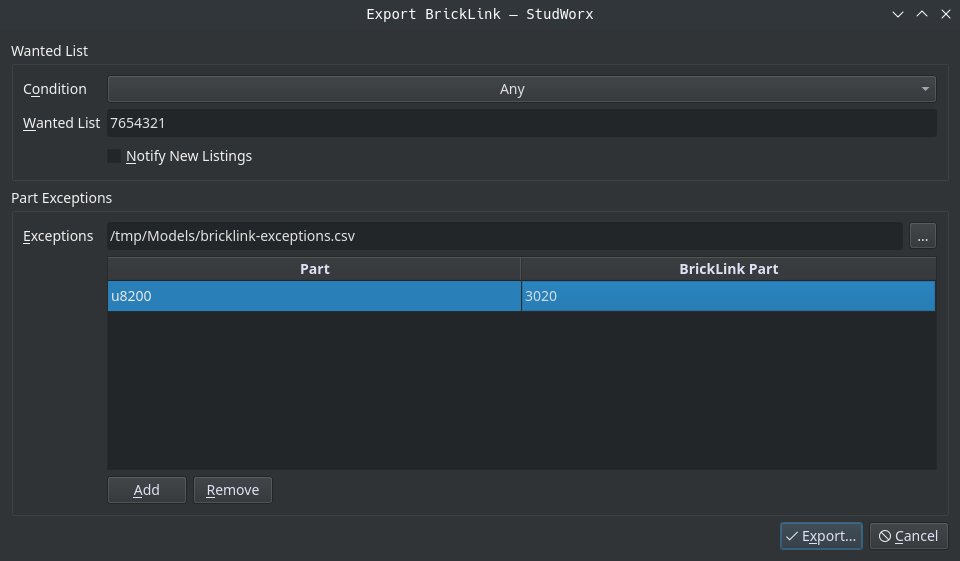 Export BrickLink — StudWorx
Wanted List
Condition Any
Wanted List 7654321
Notify New Listings
Part Exceptions
Exceptions /tmp/Models/bricklink-exceptions.csv ...
Part BrickLink Part
u8200 3020
Add Remove
Export... Cancel